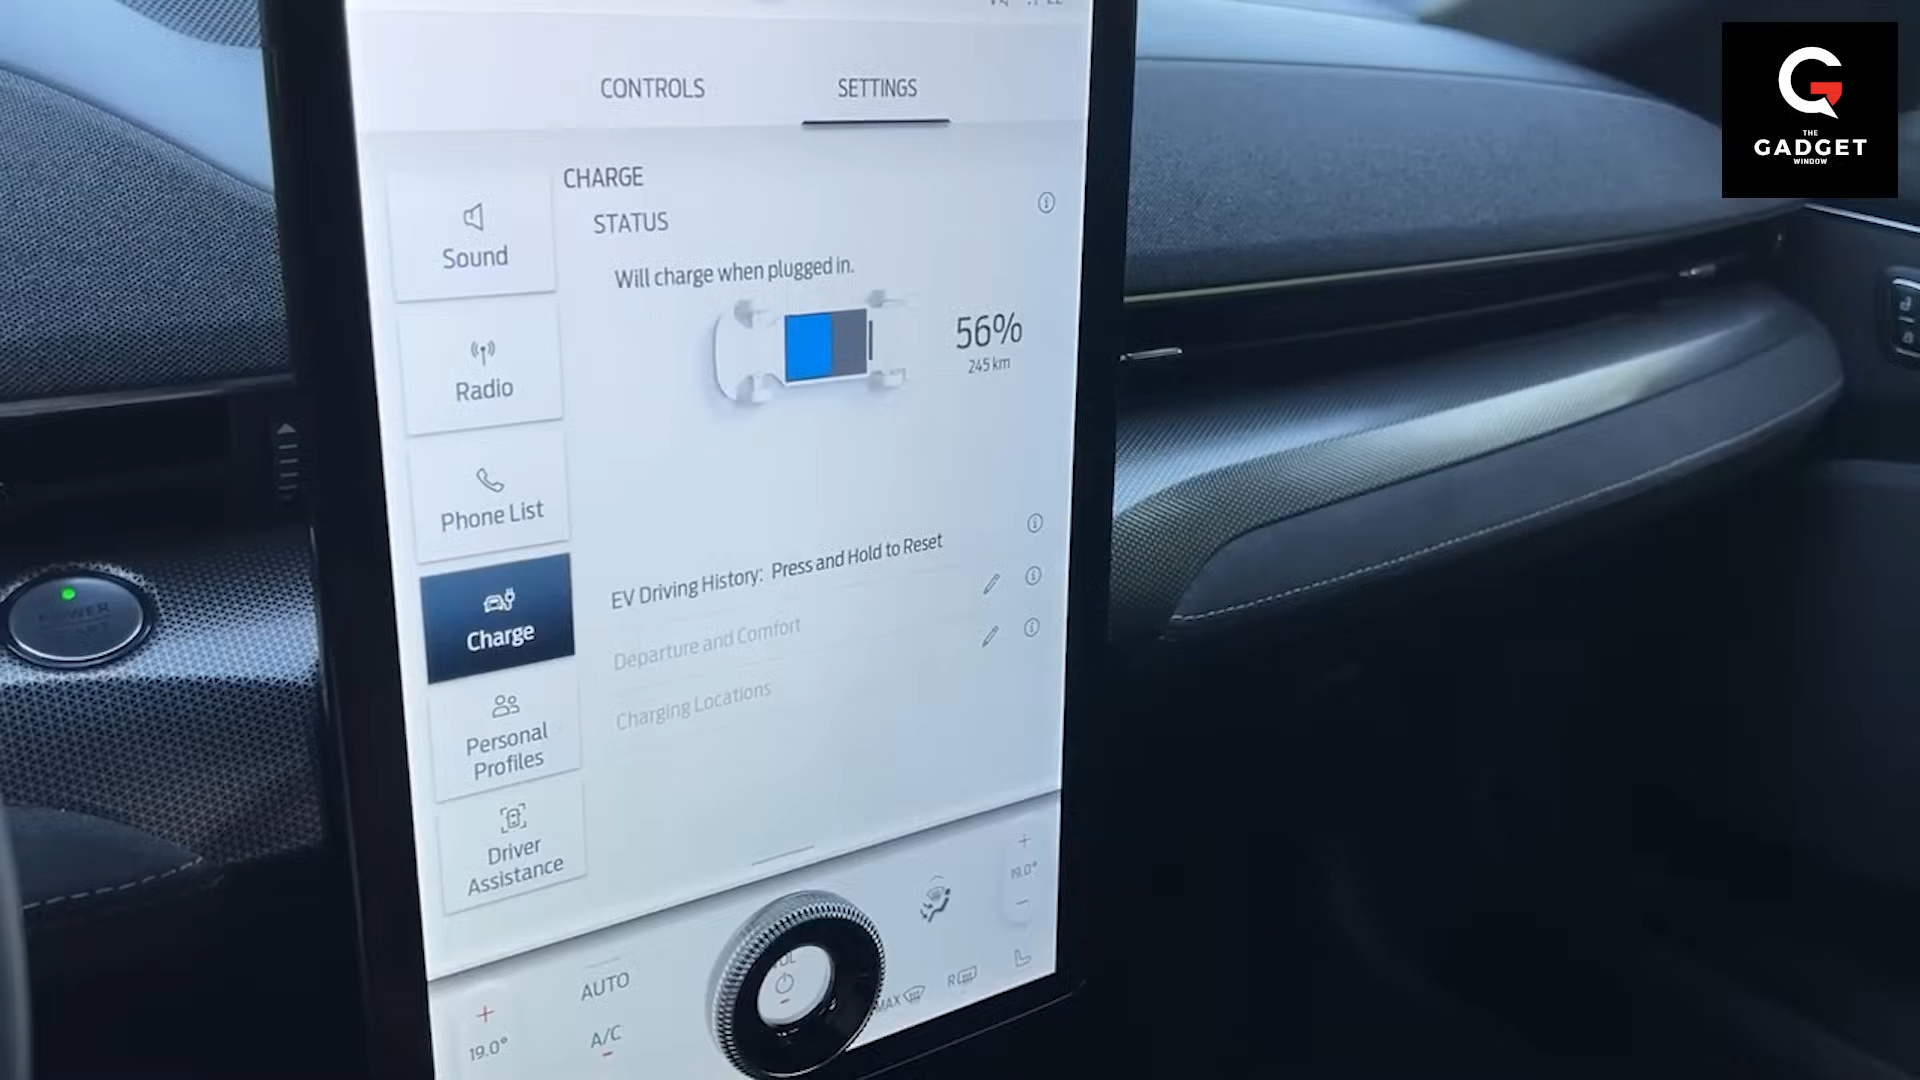 CONTROLS
SETTINGS
THE
GADGET
WINDOW
CHARGE
STATUS
Will charge when plugged in.
56%
245 km
Sound
Radio
Phone List
Charge
Personal
Profiles
Driver
Assistance
EV Driving History: Press and Hold to Reset
Departure and Comfort
Charging Locations
POWER
19.0°
AUTO
A/C
19.0°
MAX
R